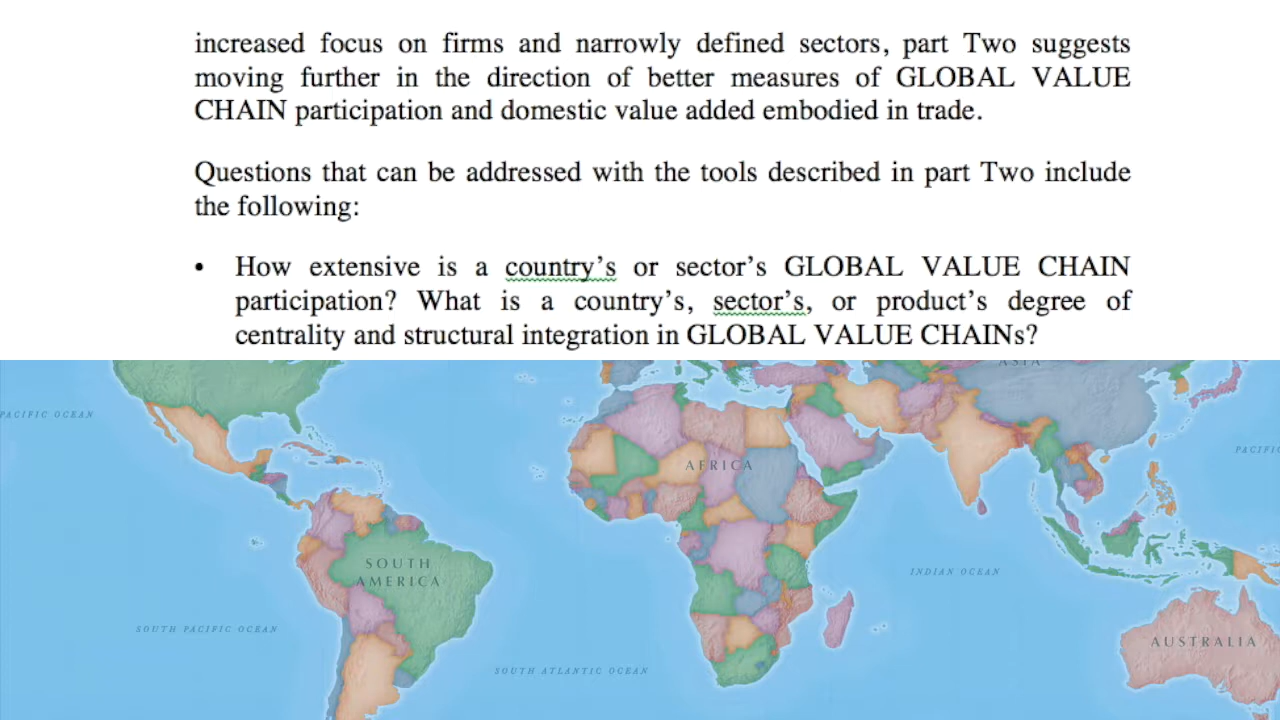 increased focus on firms and narrowly defined sectors, part Two suggests
moving further in the direction of better measures of GLOBAL VALUE
CHAIN participation and domestic value added embodied in trade.
Questions that can be addressed with the tools described in part Two include
the following:
• How extensive is a country's or sector's GLOBAL VALUE CHAIN
participation? What is a country's, sector's, or product's degree of
centrality and structural integration in GLOBAL VALUE CHAINs?
ASIA
PACIFIC OCEAN
PACIFIC
AFRICA
SOUTH
AMERICA
INDIAN OCEAN
SOUTH PACIFIC OCEAN
AUSTRALIA
SOUTH ATLANTIC OCEAN